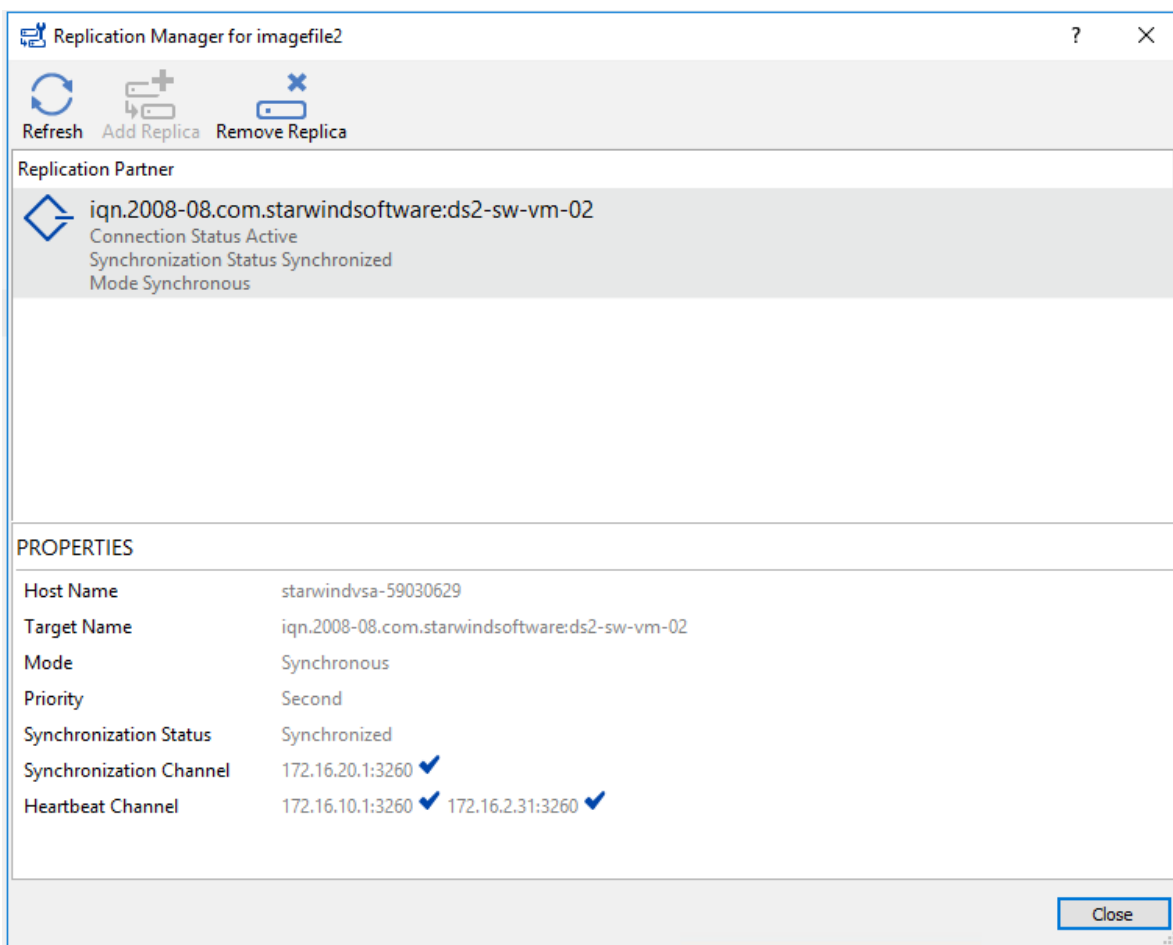 Replication Manager for imagefile2
?
Refresh Add Replica Remove Replica
Replication Partner
iqn.2008-08.com.starwindsoftware:ds2-sw-vm-02
Connection Status Active
Synchronization Status Synchronized
Mode Synchronous
PROPERTIES
Host Name starwindvsa-59030629
Target Name iqn.2008-08.com.starwindsoftware:ds2-sw-vm-02
Mode Synchronous
Priority Second
Synchronization Status Synchronized
Synchronization Channel 172.16.20.1:3260
Heartbeat Channel 172.16.10.1:3260 172.16.2.31:3260
Close